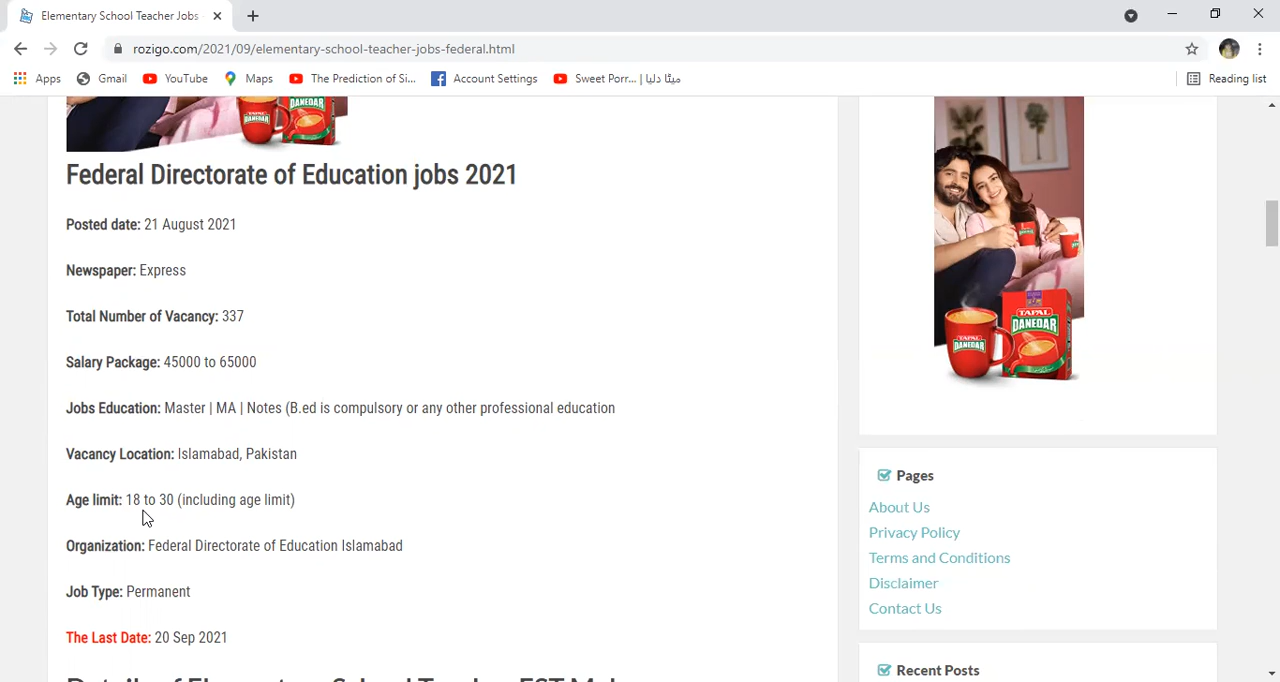 Elementary School Teacher Jobs
rozigo.com/2021/09/elementary-school-teacher-jobs-federal.html
Apps
Gmail
YouTube
Maps
The Prediction of Si...
Account Settings
Sweet Porr... | میٹا دلیا
Reading list
DANEDAR
DANEDAR
Federal Directorate of Education jobs 2021
Posted date: 21 August 2021
Newspaper: Express
Total Number of Vacancy: 337
Salary Package: 45000 to 65000
Jobs Education: Master | MA | Notes (B.ed is compulsory or any other professional education
Vacancy Location: Islamabad, Pakistan
Age limit: 18 to 30 (including age limit)
Organization: Federal Directorate of Education Islamabad
Job Type: Permanent
The Last Date: 20 Sep 2021
TAPAL
DANEDAR
TAPAL
DANEDAR
Pages
About Us
Privacy Policy
Terms and Conditions
Disclaimer
Contact Us
Recent Posts